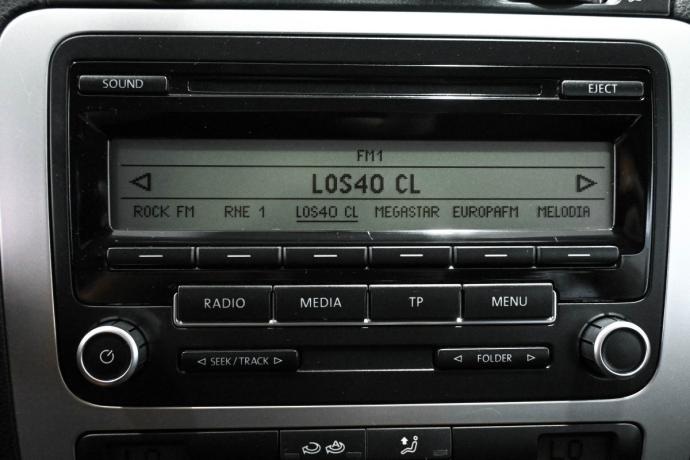 SOUND EJECT
FM1
LOS40 CL
ROCK FM RNE 1 LOS40 CL MEGASTAR EUROPAFM MELODIA
RADIO MEDIA TP MENU
SEEK/TRACK FOLDER
LO